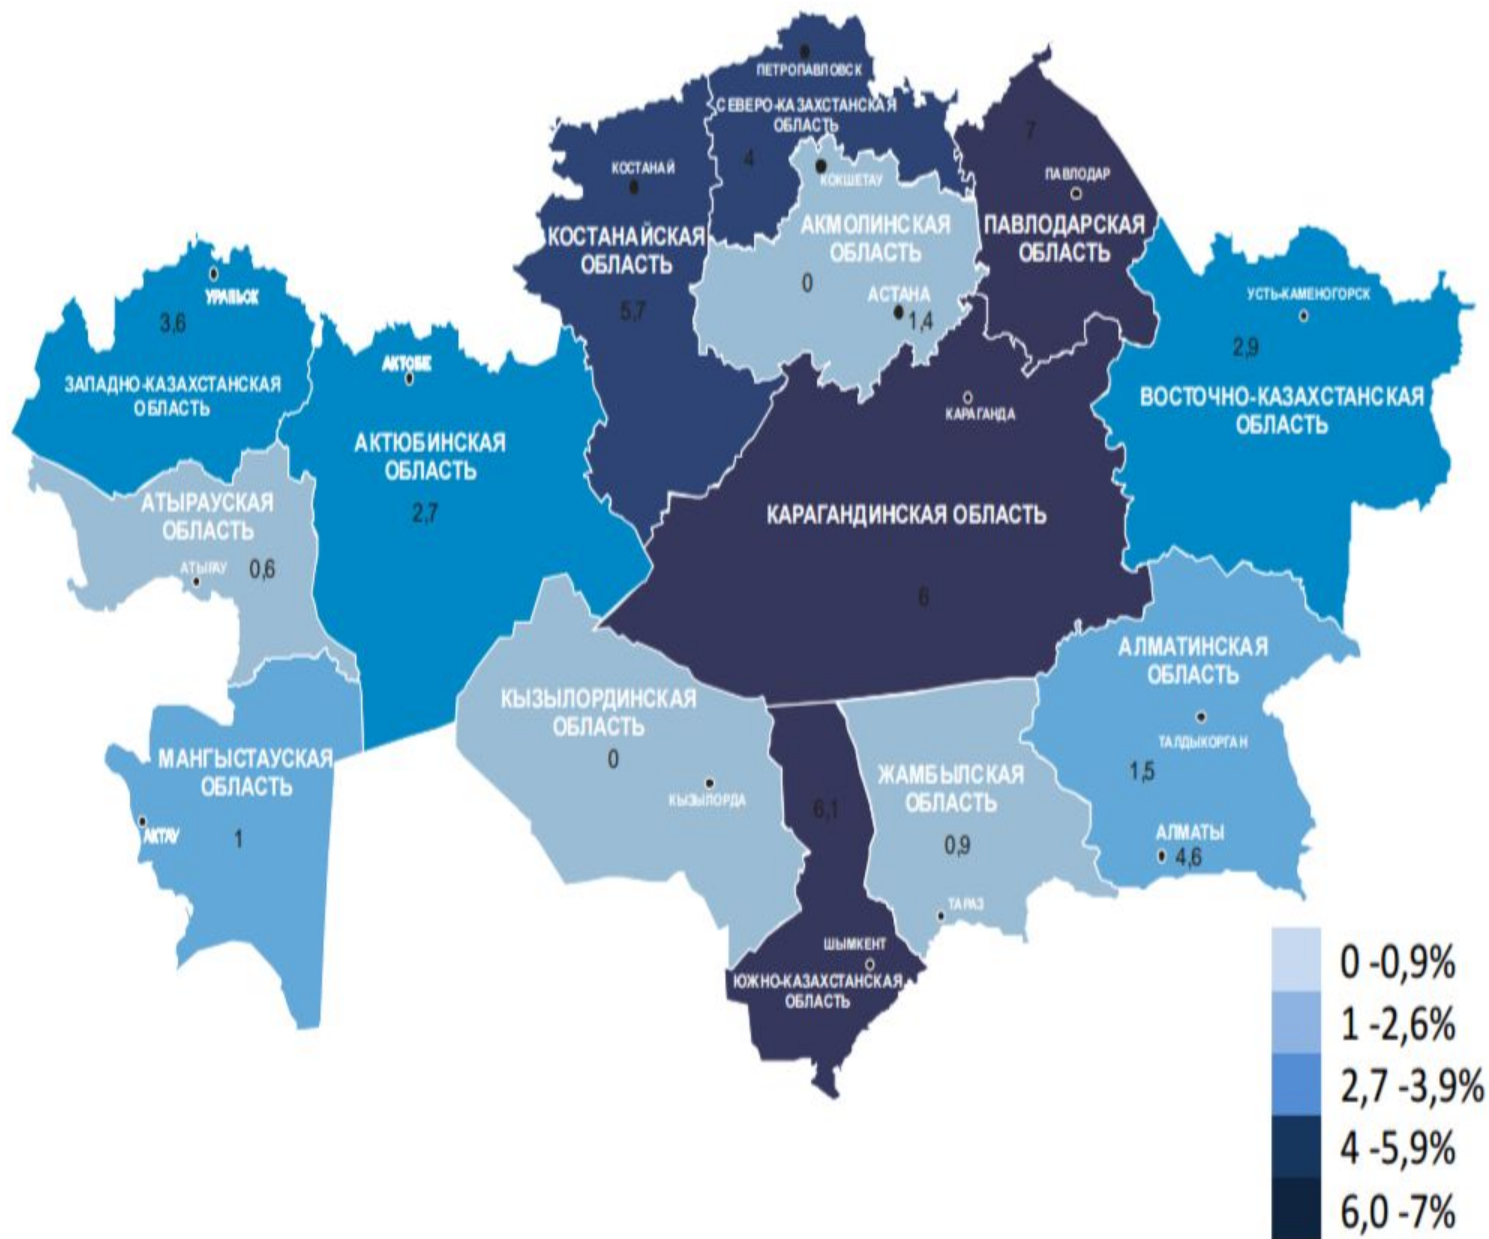 ПЕТРОПАВЛОВСК
СЕВЕРО-КАЗАХСТАНСКАЯ
ОБЛАСТЬ
4
КОСТАНАЙ
КОСТАНАЙСКАЯ
ОБЛАСТЬ
5,7
КОКШЕТАУ
АКМОЛИНСКАЯ
ОБЛАСТЬ
0
АСТАНА
1,4
7
ПАВЛОДАР
ПАВЛОДАРСКАЯ
ОБЛАСТЬ
УРАЛЬСК
3,6
ЗАПАДНО-КАЗАХСТАНСКАЯ
ОБЛАСТЬ
АКТОБЕ
АКТЮБИНСКАЯ
ОБЛАСТЬ
2,7
УСТЬ-КАМЕНОГОРСК
2,9
ВОСТОЧНО-КАЗАХСТАНСКАЯ
ОБЛАСТЬ
КАРАГАНДА
КАРАГАНДИНСКАЯ ОБЛАСТЬ
6
АТЫРАУСКАЯ
ОБЛАСТЬ
АТЫРАУ
0,6
МАНГЫСТАУСКАЯ
ОБЛАСТЬ
АКТАУ
1
КЫЗЫЛОРДИНСКАЯ
ОБЛАСТЬ
0
КЫЗЫЛОРДА
6,1
ШЫМКЕНТ
ЮЖНО-КАЗАХСТАНСКАЯ
ОБЛАСТЬ
ЖАМБЫЛСКАЯ
ОБЛАСТЬ
0,9
ТАРАЗ
АЛМАТИНСКАЯ
ОБЛАСТЬ
ТАЛДЫКОРГАН
1,5
АЛМАТЫ
4,6
0 -0,9%
1 -2,6%
2,7 -3,9%
4 -5,9%
6,0 -7%